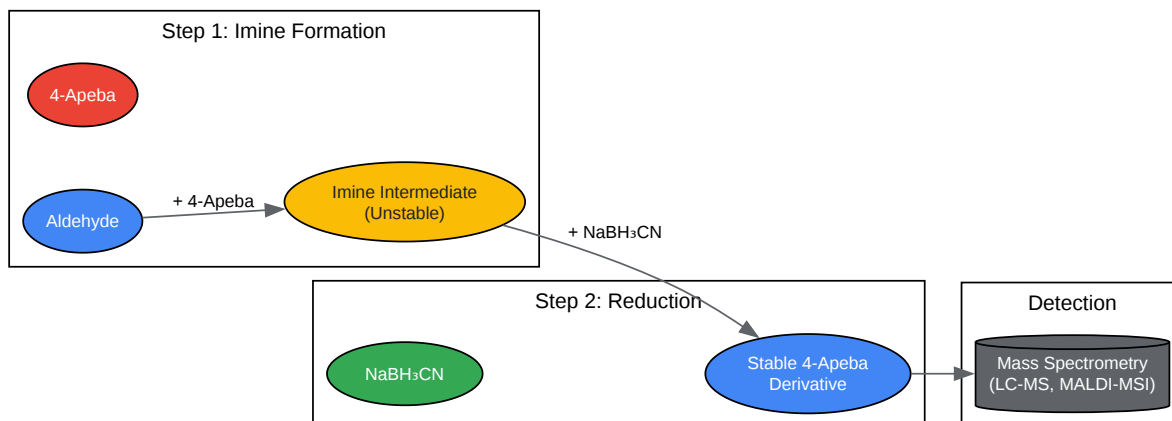 Step 1: Imine Formation
4-Apeba
Aldehyde
+ 4-Apeba
Imine Intermediate
(Unstable)
+ NaBH₃CN
Step 2: Reduction
NaBH₃CN
Stable 4-Apeba
Derivative
Detection
Mass Spectrometry
(LC-MS, MALDI-MSI)